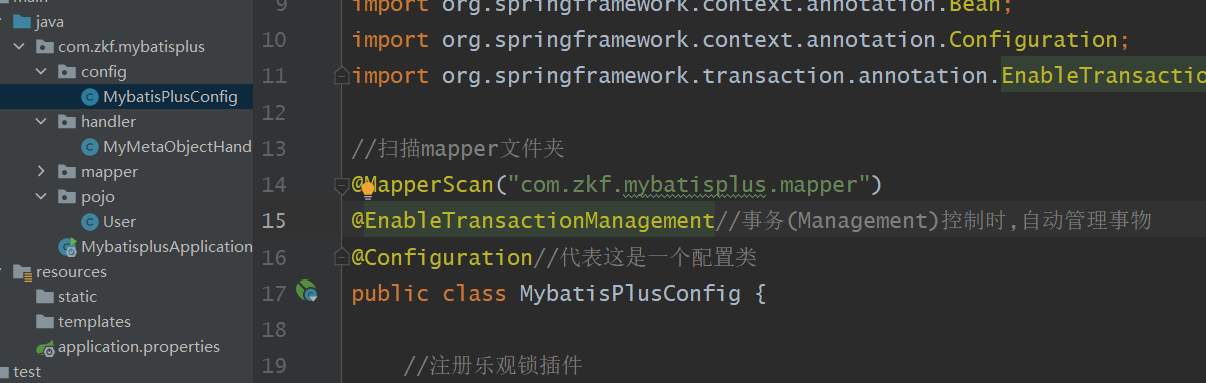 main
java
com.zkf.mybatisplus
config
MybatisPlusConfig
handler
MyMetaObjectHand
mapper
pojo
User
MybatisplusApplication
resources
static
templates
application.properties
test
9 import org.springframework.context.annotation.Bean;
10 import org.springframework.context.annotation.Configuration;
11 import org.springframework.transaction.annotation.EnableTransactio
12
13 //扫描mapper文件夹
14 @MapperScan("com.zkf.mybatisplus.mapper")
15 @EnableTransactionManagement//事务(Management)控制时,自动管理事物
16 @Configuration//代表这是一个配置类
17 public class MybatisPlusConfig {
18
19 //注册乐观锁插件